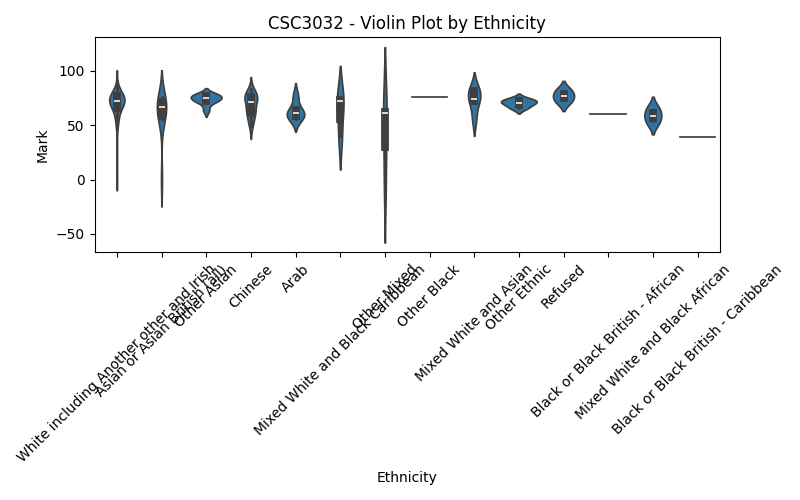 CSC3032 - Violin Plot by Ethnicity
Mark
100
50
0
−50
White including Another other and Irish
Asian or Asian British (all)
Other Asian
Chinese
Arab
Mixed White and Black Caribbean
Other Mixed
Other Black
Mixed White and Asian
Other Ethnic
Refused
Black or Black British - African
Mixed White and Black African
Black or Black British - Caribbean
Ethnicity